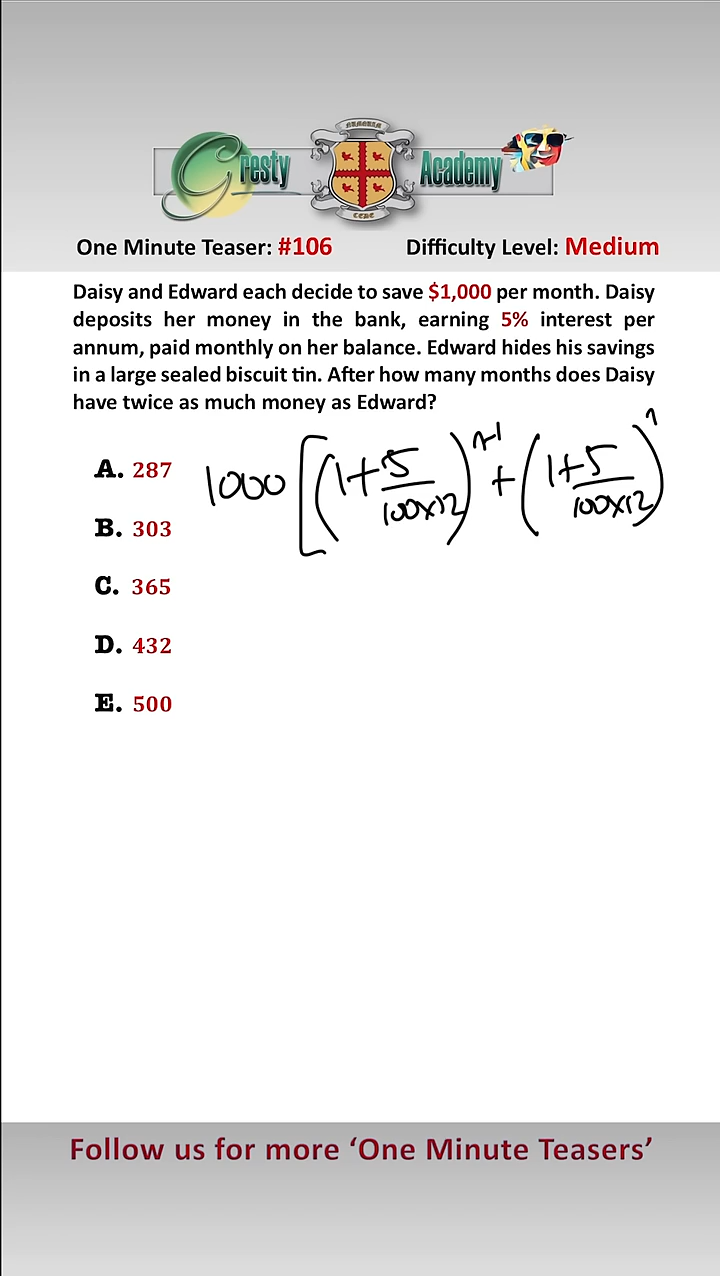 NUMQUAM
Gresty Academy
CEDE
One Minute Teaser: #106 Difficulty Level: Medium
Daisy and Edward each decide to save $1,000 per month. Daisy
deposits her money in the bank, earning 5% interest per
annum, paid monthly on her balance. Edward hides his savings
in a large sealed biscuit tin. After how many months does Daisy
have twice as much money as Edward?
A. 287
1000[(1+5/100x12)^n-1 + (1+5/100x12)
B. 303
C. 365
D. 432
E. 500
Follow us for more ‘One Minute Teasers’